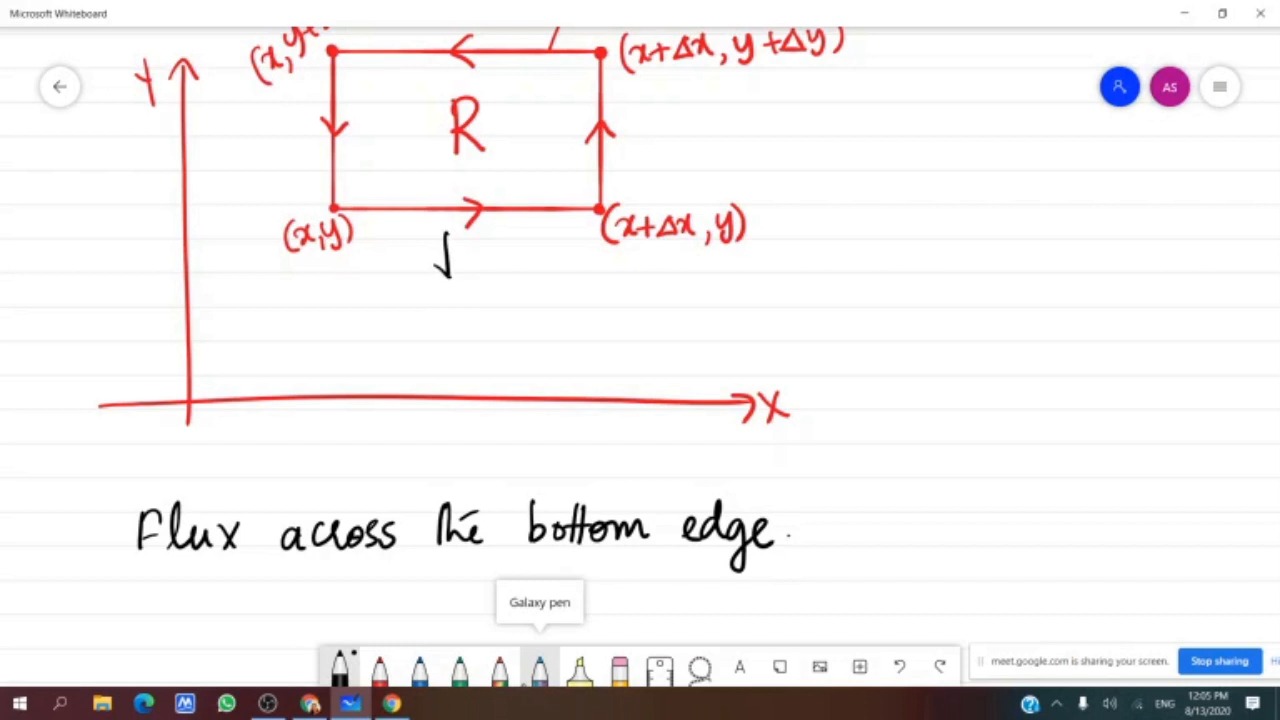 Microsoft Whiteboard
(x+Δx, y+Δy)
Y
AS
R
(x,y)
(x+Δx, y)
X
Flux across the bottom edge.
Galaxy pen
A
meet.google.com is sharing your screen.
Stop sharing
Hi
12:05 PM
ENG
8/13/2020